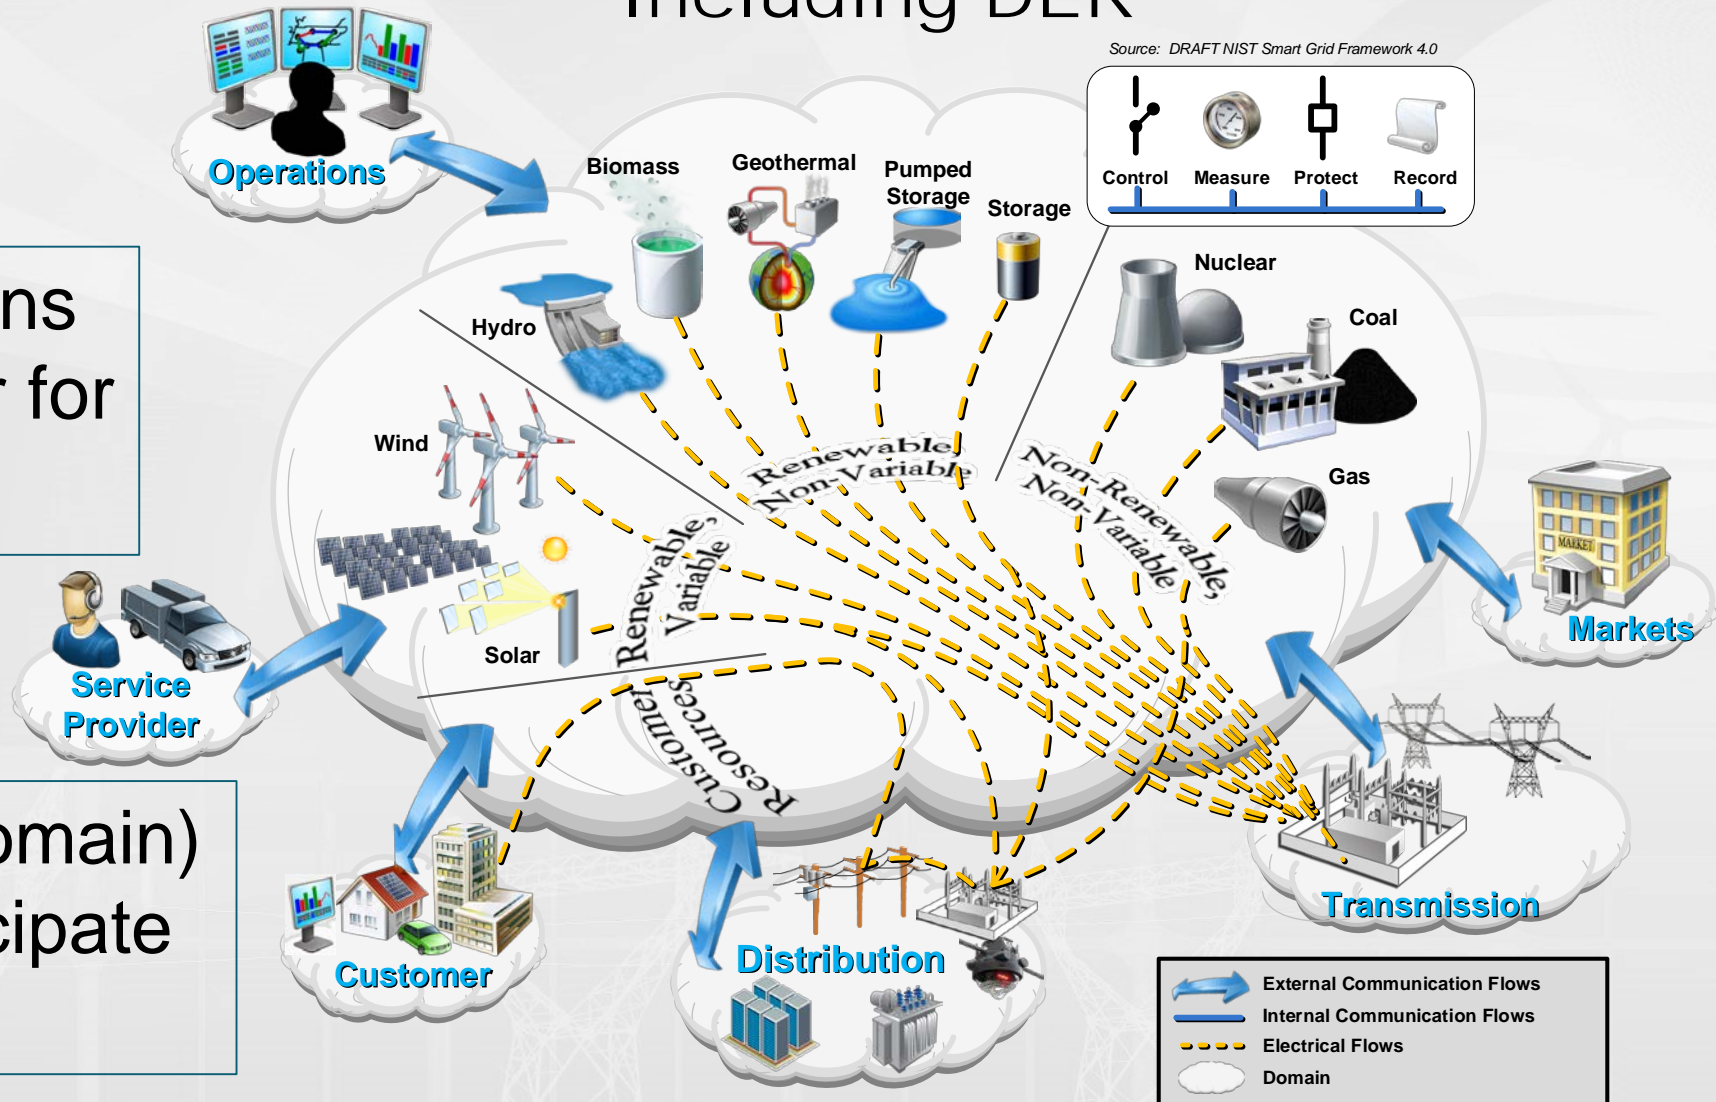 Including DER
Source: DRAFT NIST Smart Grid Framework 4.0
Control
Measure
Protect
Record
Operations
Biomass
Geothermal
Pumped
Storage
Storage
Hydro
Nuclear
Coal
Wind
Gas
Solar
Renewable,
Non-Variable
Non-Renewable,
Non-Variable
Renewable,
Variable
Customer
Resources
ns
r for
MARKET
Markets
Service
Provider
omain)
cipate
Customer
Distribution
Transmission
External Communication Flows
Internal Communication Flows
Electrical Flows
Domain